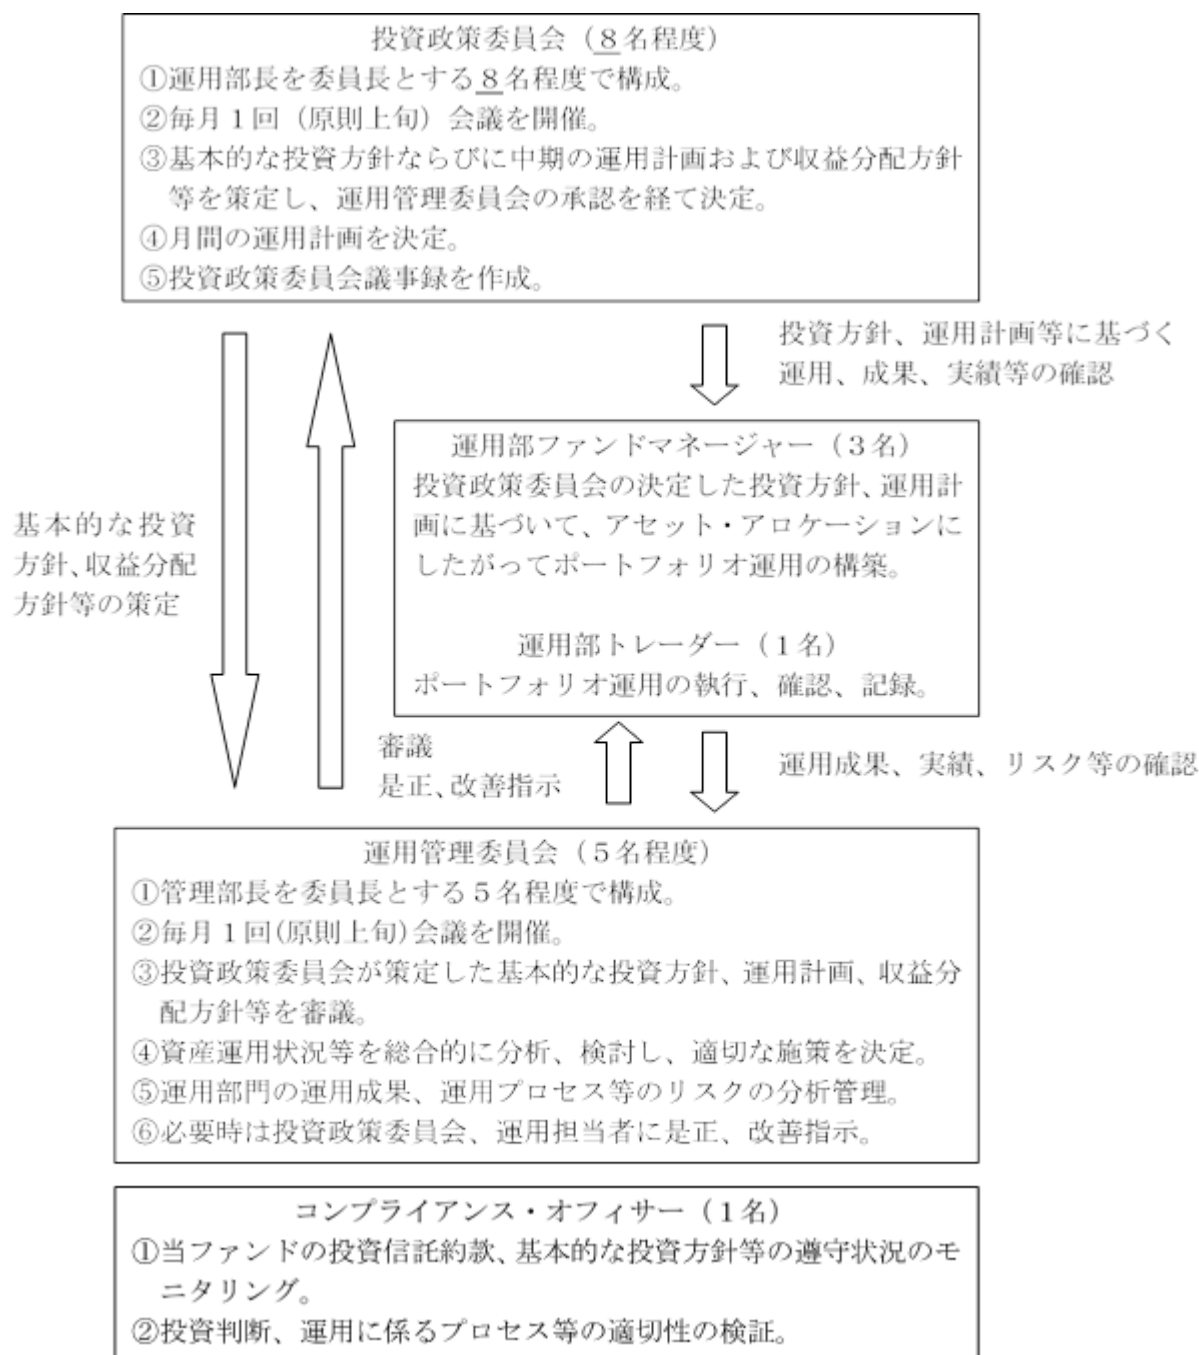 投資政策委員会（８名程度）
①運用部長を委員長とする８名程度で構成。
②毎月１回（原則上旬）会議を開催。
③基本的な投資方針ならびに中期の運用計画および収益分配方針
等を策定し、運用管理委員会の承認を経て決定。
④月間の運用計画を決定。
⑤投資政策委員会議事録を作成。
投資方針、運用計画等に基づく
運用、成果、実績等の確認
基本的な投資
方針、収益分配
方針等の策定
運用部ファンドマネージャー（３名）
投資政策委員会の決定した投資方針、運用計
画に基づいて、アセット・アロケーションに
したがってポートフォリオ運用の構築。
運用部トレーダー（１名）
ポートフォリオ運用の執行、確認、記録。
審議
是正、改善指示
運用成果、実績、リスク等の確認
運用管理委員会（５名程度）
①管理部長を委員長とする５名程度で構成。
②毎月１回(原則上旬)会議を開催。
③投資政策委員会が策定した基本的な投資方針、運用計画、収益分
配方針等を審議。
④資産運用状況等を総合的に分析、検討し、適切な施策を決定。
⑤運用部門の運用成果、運用プロセス等のリスクの分析管理。
⑥必要時は投資政策委員会、運用担当者に是正、改善指示。
コンプライアンス・オフィサー（１名）
①当ファンドの投資信託約款、基本的な投資方針等の遵守状況のモ
ニタリング。
②投資判断、運用に係るプロセス等の適切性の検証。